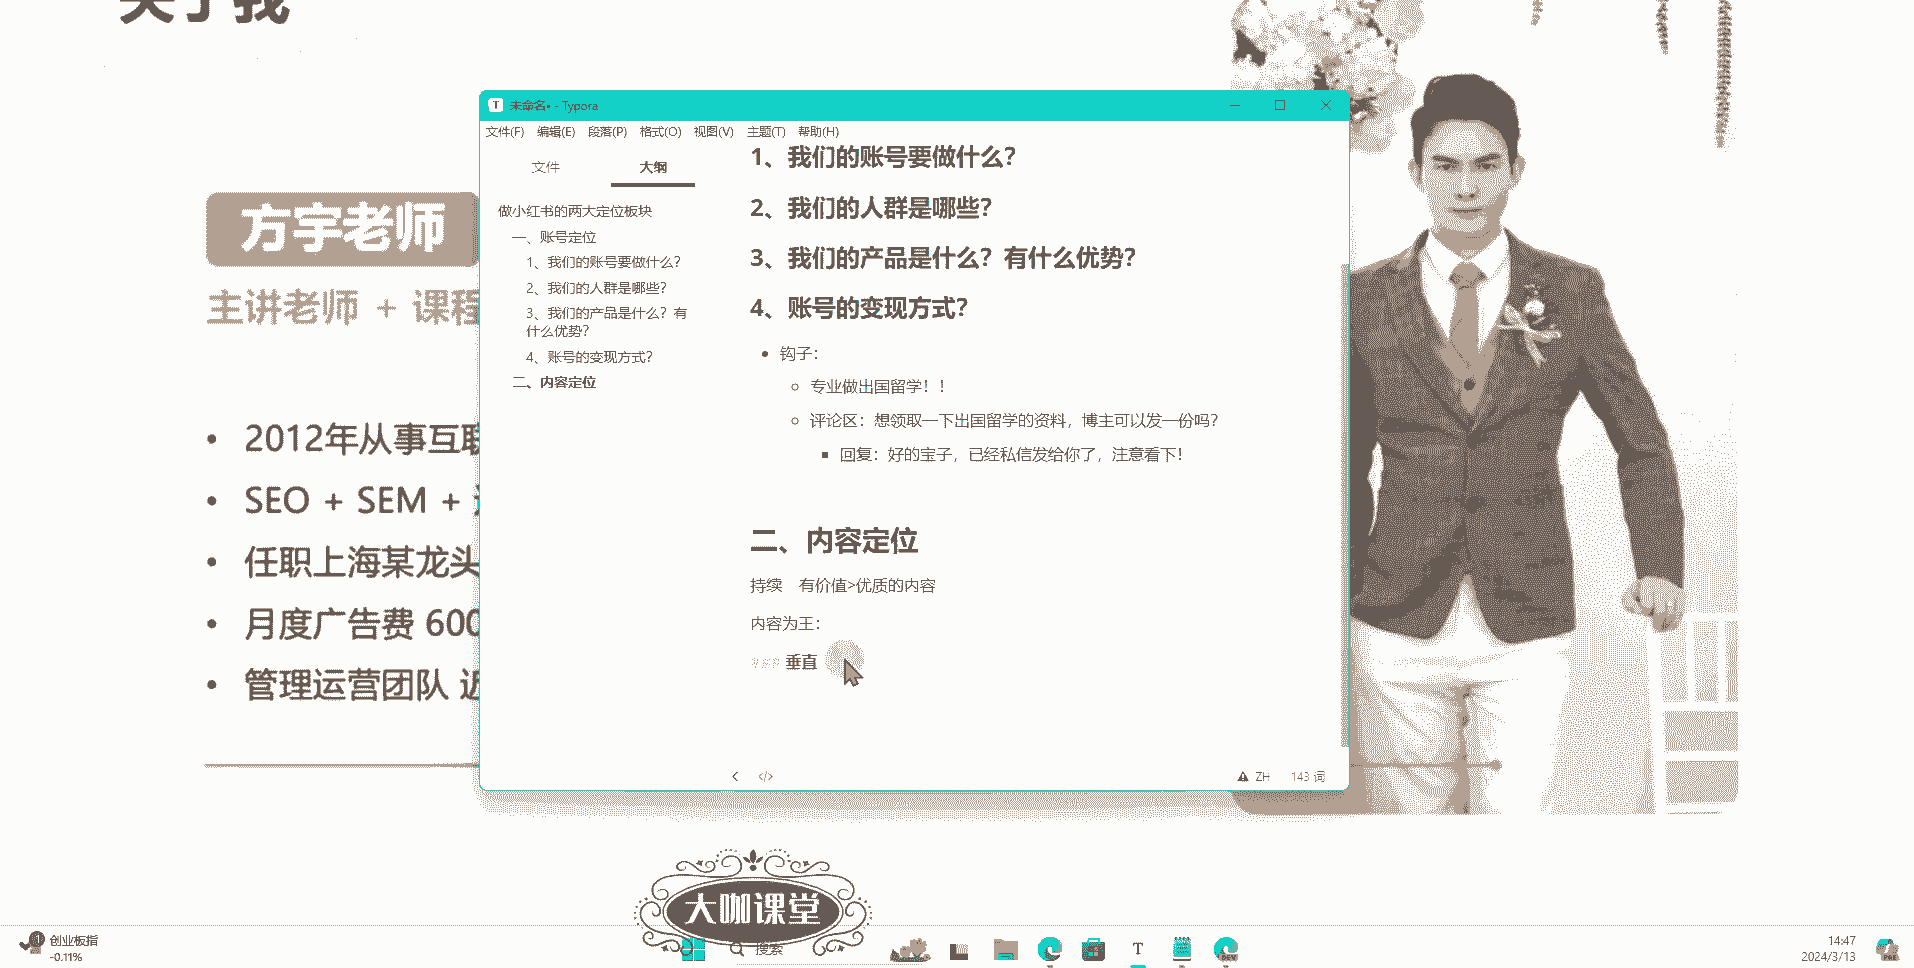 关于我
方宇老师
主讲老师 + 课程
2012年从事互联
SEO + SEM +
任职上海某龙头
月度广告费 600
管理运营团队 近
未命名• - Typora
文件(F) 编辑(E) 段落(P) 格式(O) 视图(V) 主题(T) 帮助(H)
文件 大纲
做小红书的两大定位板块
一、账号定位
1、我们的账号要做什么？
2、我们的人群是哪些？
3、我们的产品是什么？有
什么优势？
4、账号的变现方式？
二、内容定位
1、我们的账号要做什么？
2、我们的人群是哪些？
3、我们的产品是什么？有什么优势？
4、账号的变现方式？
钩子：
专业做出国留学！！
评论区：想领取一下出国留学的资料，博主可以发一份吗？
回复：好的宝子，已经私信发给你了，注意看下！
二、内容定位
持续 有价值>优质的内容
内容为王：
### 垂直
ZH 143 词
大咖课堂
创业板指
-0.11%
搜索
14:47
2024/3/13